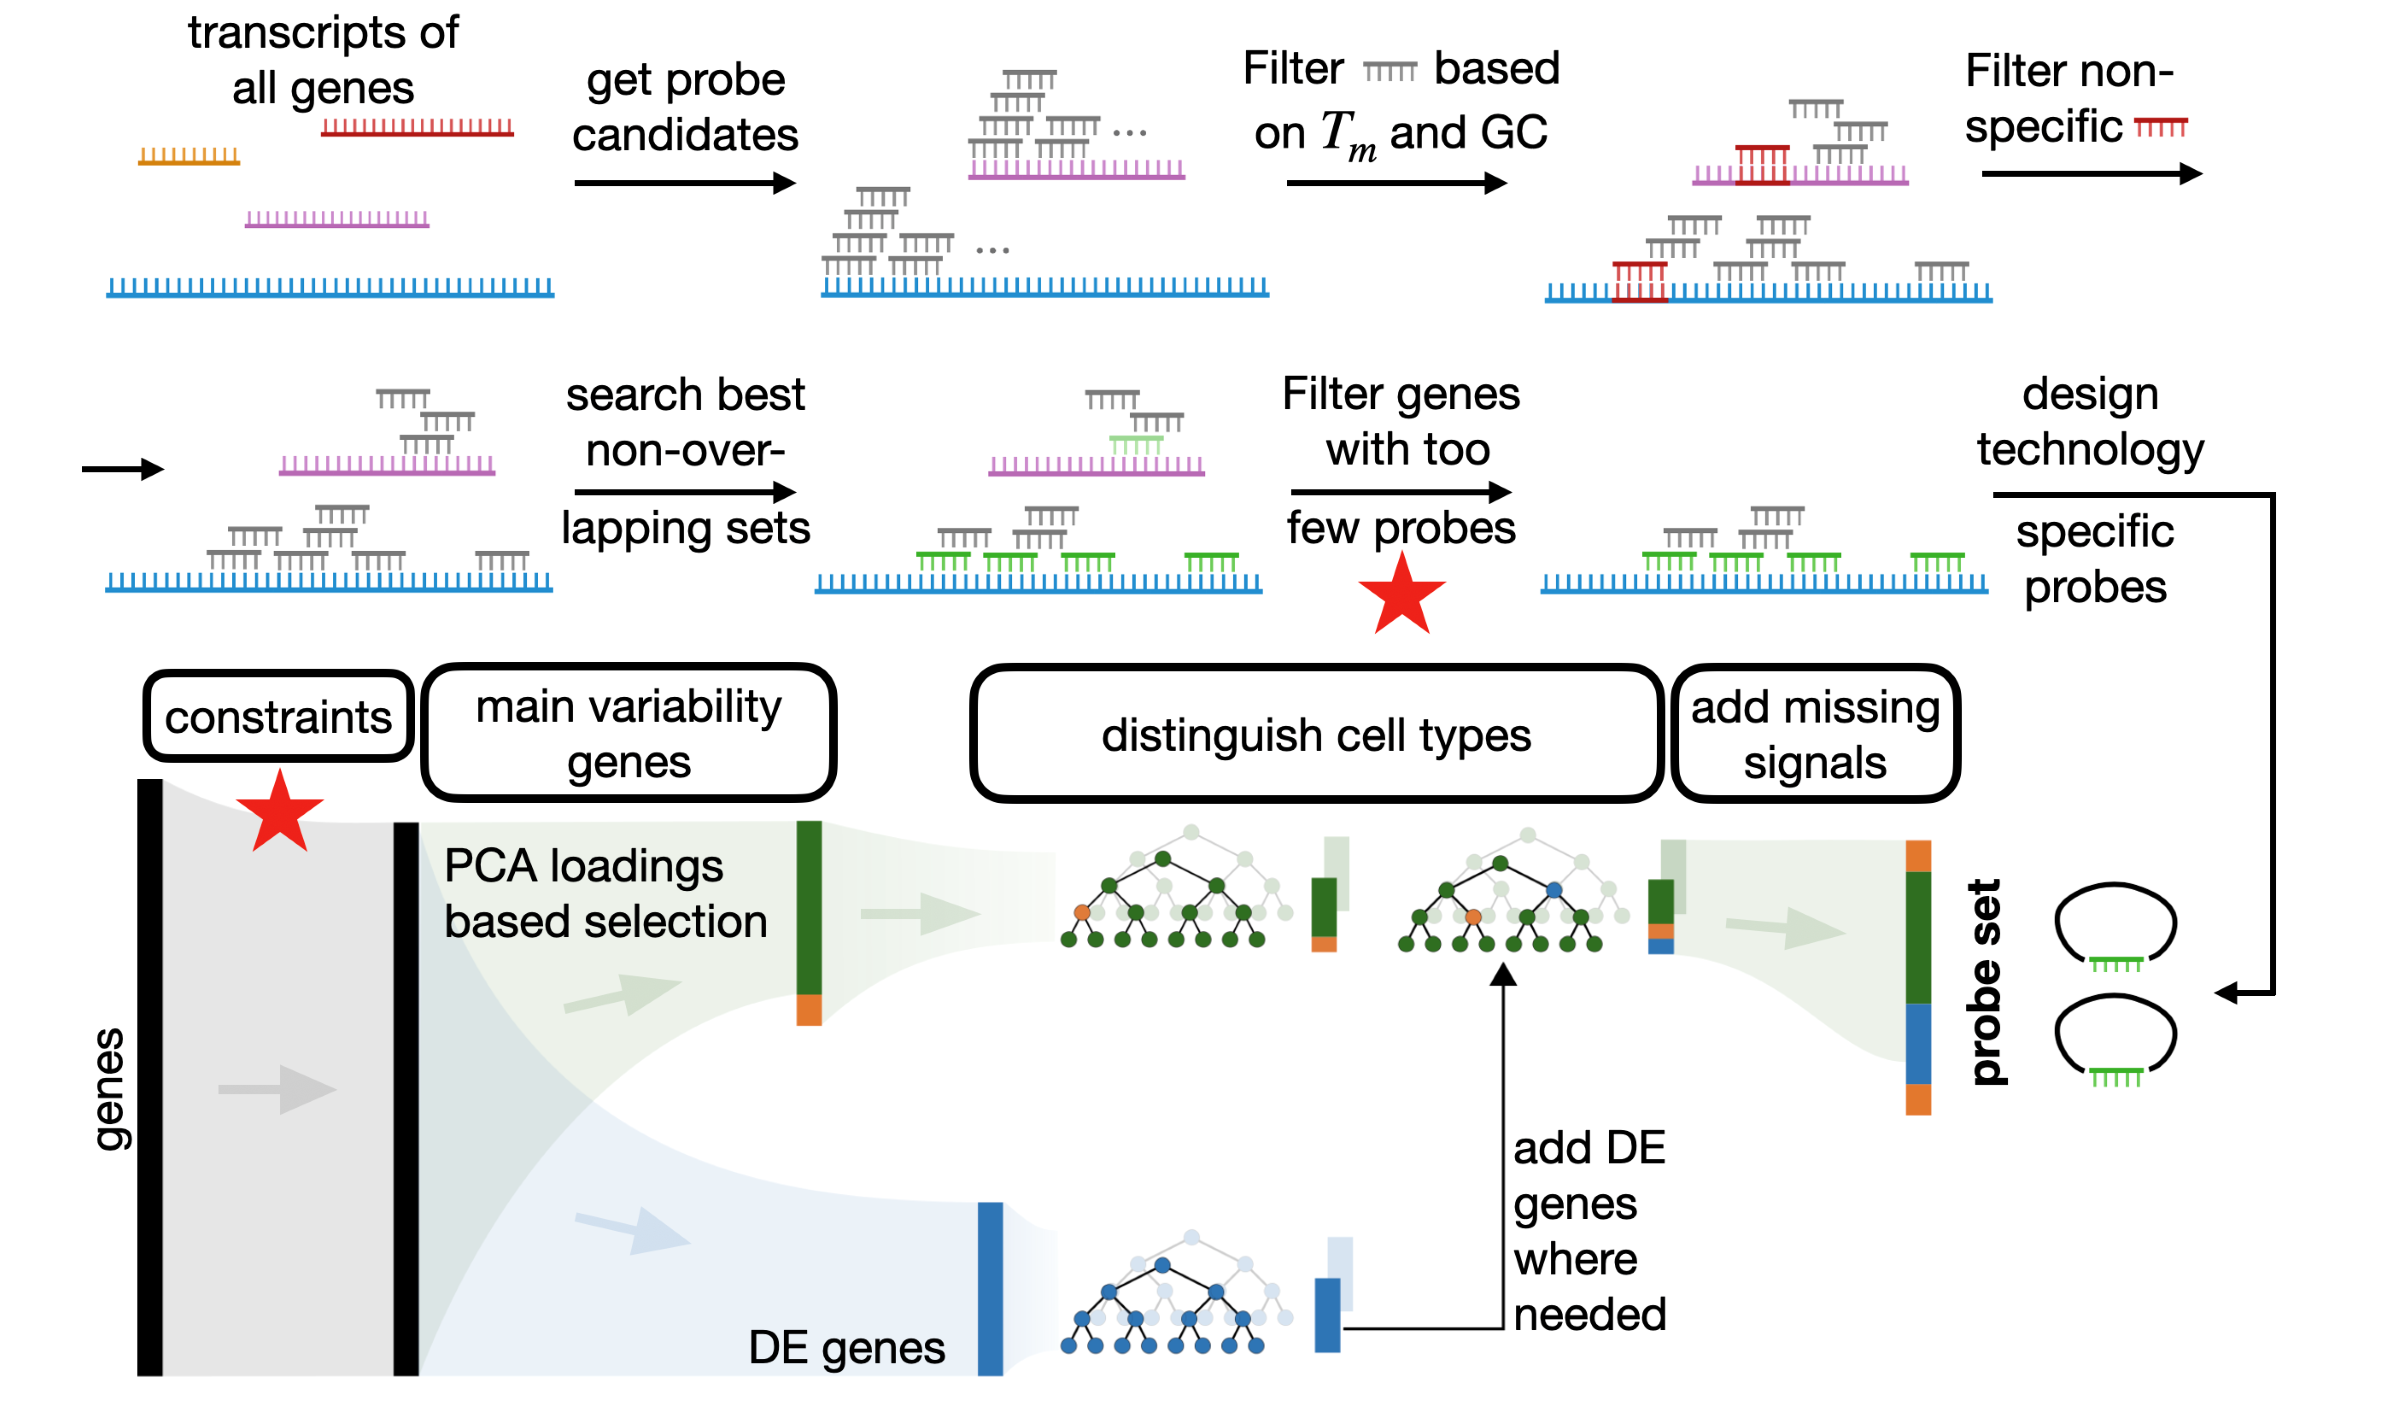 transcripts of
all genes
get probe
candidates
...
...
Filter based
on Tm and GC
Filter non-
specific
search best
non-over-
lapping sets
Filter genes
with too
few probes
design
technology
specific
probes
constraints
main variability
genes
distinguish cell types
add missing
signals
genes
PCA loadings
based selection
DE genes
add DE
genes
where
needed
probe set